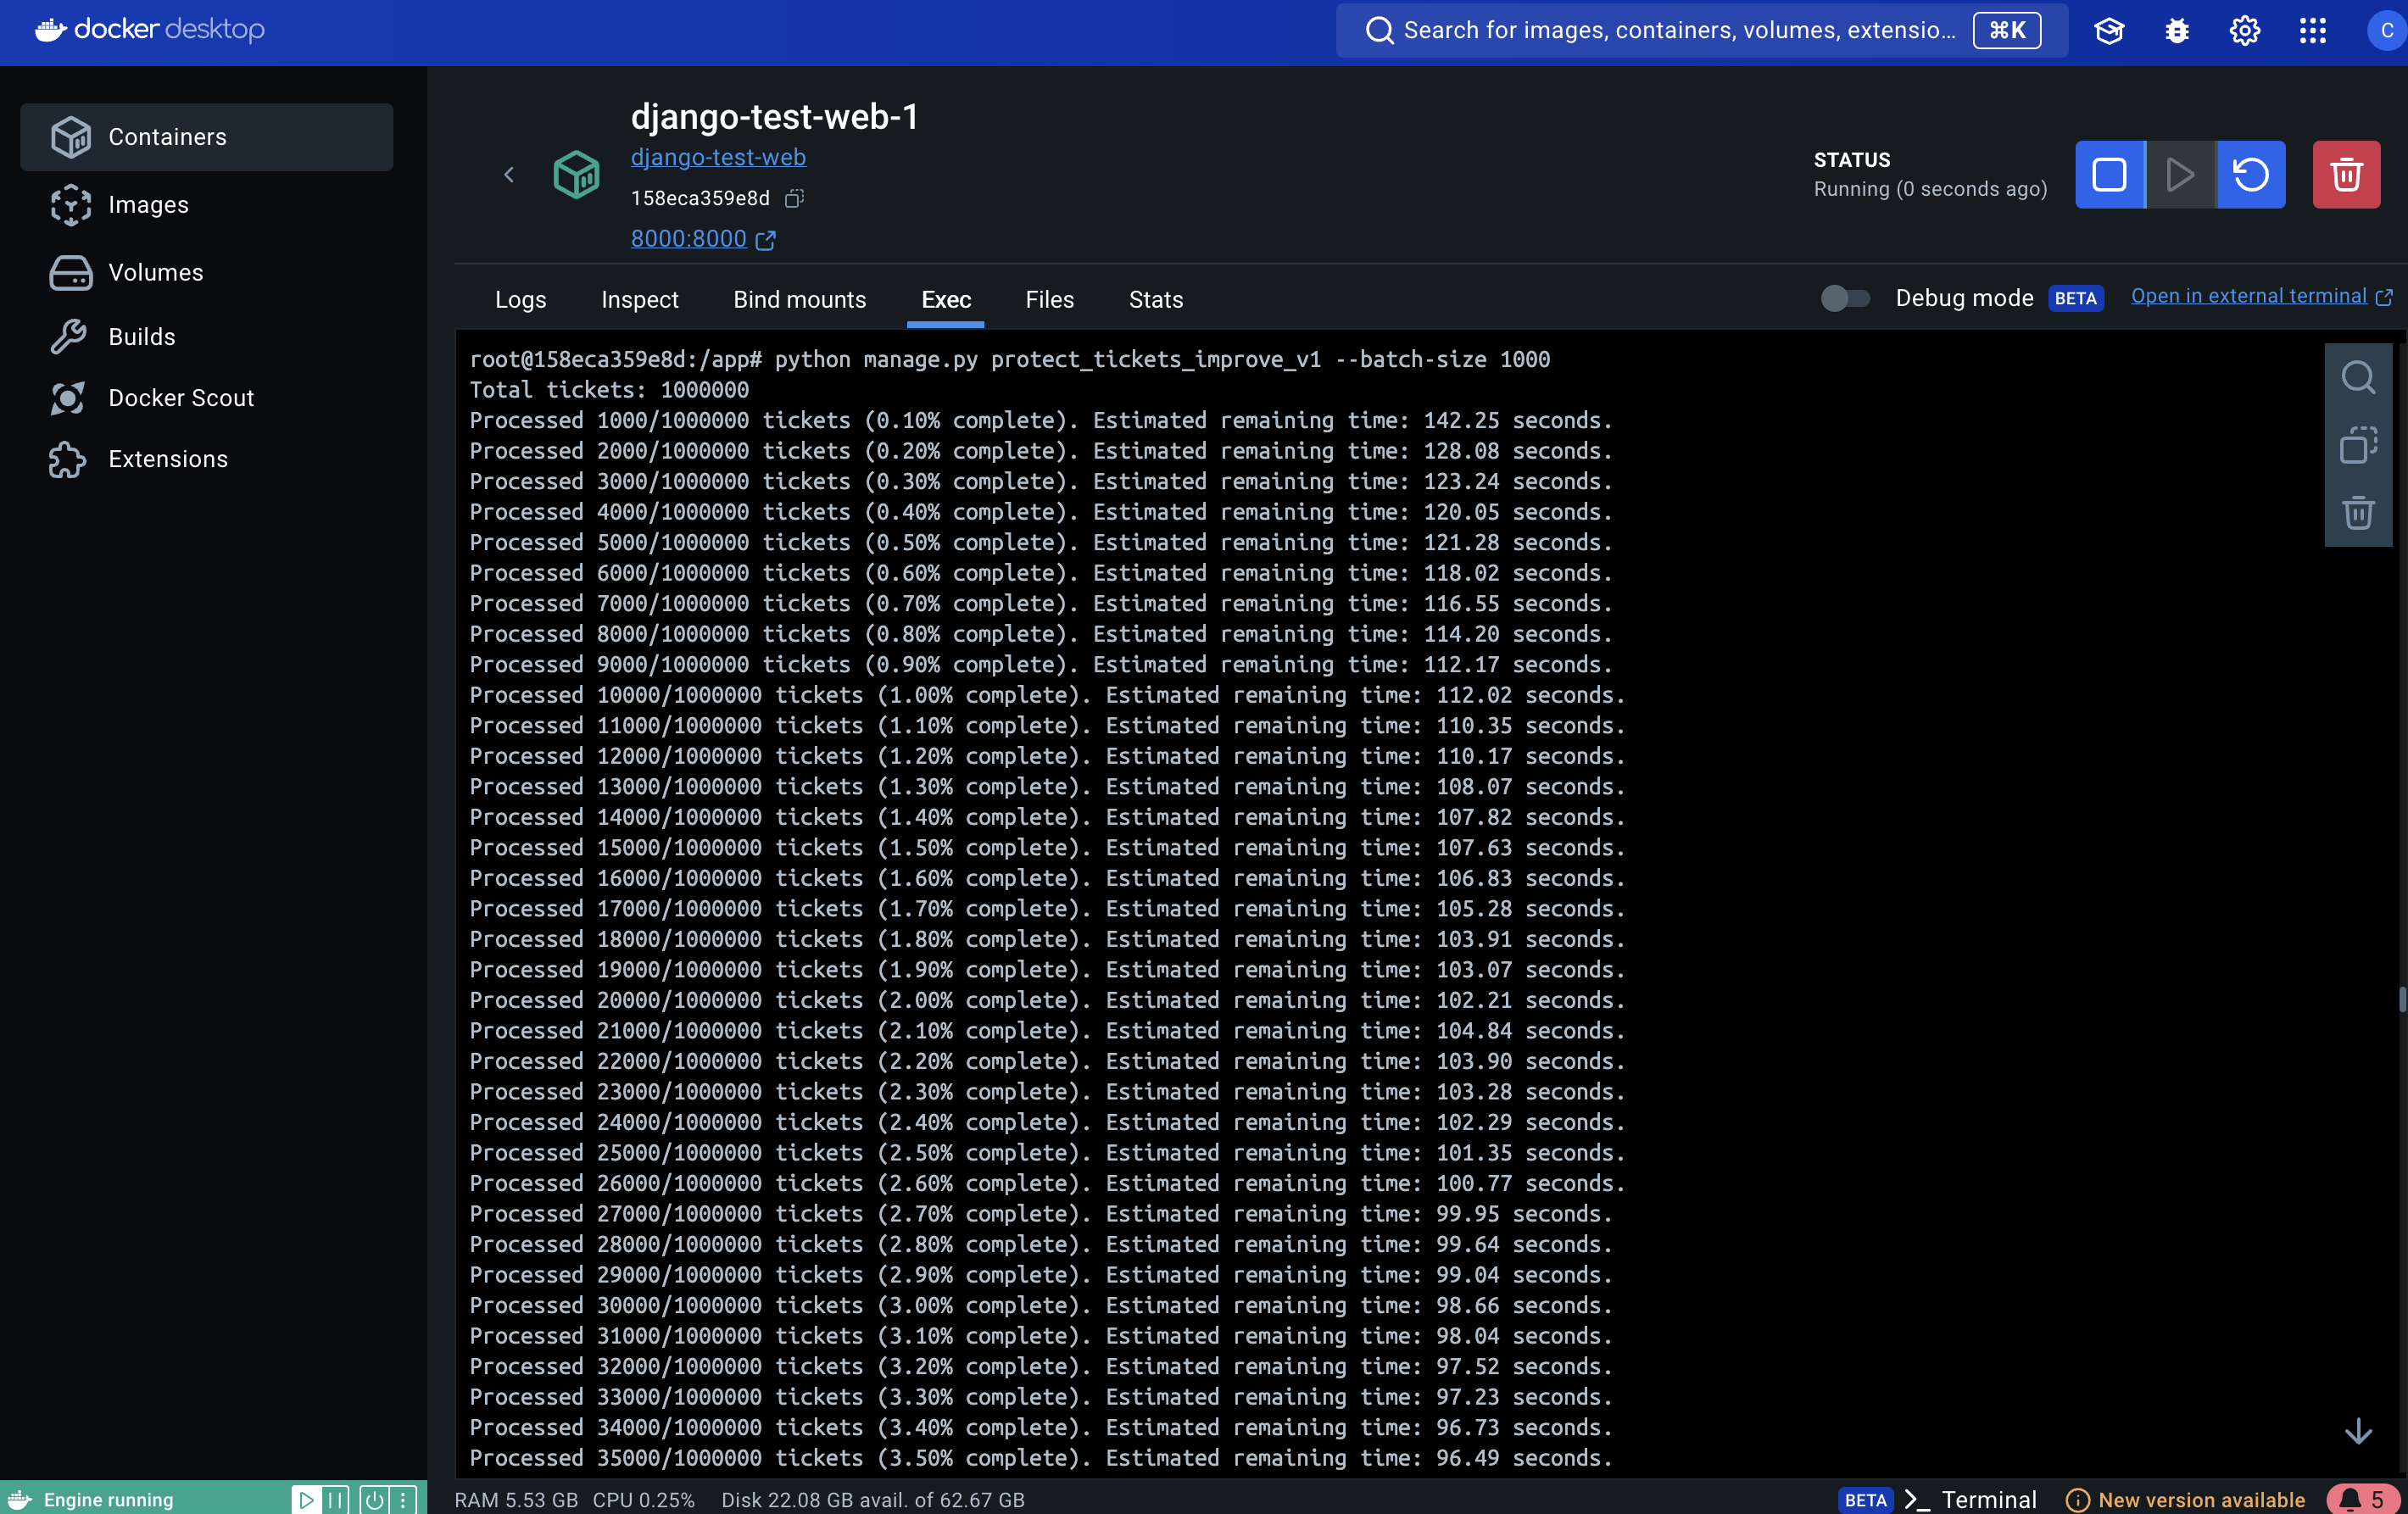 docker desktop
Search for images, containers, volumes, extensio... ⌘K
C
Containers
Images
Volumes
Builds
Docker Scout
Extensions
django-test-web-1
django-test-web
158eca359e8d
8000:8000
STATUS
Running (0 seconds ago)
Logs Inspect Bind mounts Exec Files Stats
Debug mode BETA Open in external terminal
root@158eca359e8d:/app# python manage.py protect_tickets_improve_v1 --batch-size 1000
Total tickets: 1000000
Processed 1000/1000000 tickets (0.10% complete). Estimated remaining time: 142.25 seconds.
Processed 2000/1000000 tickets (0.20% complete). Estimated remaining time: 128.08 seconds.
Processed 3000/1000000 tickets (0.30% complete). Estimated remaining time: 123.24 seconds.
Processed 4000/1000000 tickets (0.40% complete). Estimated remaining time: 120.05 seconds.
Processed 5000/1000000 tickets (0.50% complete). Estimated remaining time: 121.28 seconds.
Processed 6000/1000000 tickets (0.60% complete). Estimated remaining time: 118.02 seconds.
Processed 7000/1000000 tickets (0.70% complete). Estimated remaining time: 116.55 seconds.
Processed 8000/1000000 tickets (0.80% complete). Estimated remaining time: 114.20 seconds.
Processed 9000/1000000 tickets (0.90% complete). Estimated remaining time: 112.17 seconds.
Processed 10000/1000000 tickets (1.00% complete). Estimated remaining time: 112.02 seconds.
Processed 11000/1000000 tickets (1.10% complete). Estimated remaining time: 110.35 seconds.
Processed 12000/1000000 tickets (1.20% complete). Estimated remaining time: 110.17 seconds.
Processed 13000/1000000 tickets (1.30% complete). Estimated remaining time: 108.07 seconds.
Processed 14000/1000000 tickets (1.40% complete). Estimated remaining time: 107.82 seconds.
Processed 15000/1000000 tickets (1.50% complete). Estimated remaining time: 107.63 seconds.
Processed 16000/1000000 tickets (1.60% complete). Estimated remaining time: 106.83 seconds.
Processed 17000/1000000 tickets (1.70% complete). Estimated remaining time: 105.28 seconds.
Processed 18000/1000000 tickets (1.80% complete). Estimated remaining time: 103.91 seconds.
Processed 19000/1000000 tickets (1.90% complete). Estimated remaining time: 103.07 seconds.
Processed 20000/1000000 tickets (2.00% complete). Estimated remaining time: 102.21 seconds.
Processed 21000/1000000 tickets (2.10% complete). Estimated remaining time: 104.84 seconds.
Processed 22000/1000000 tickets (2.20% complete). Estimated remaining time: 103.90 seconds.
Processed 23000/1000000 tickets (2.30% complete). Estimated remaining time: 103.28 seconds.
Processed 24000/1000000 tickets (2.40% complete). Estimated remaining time: 102.29 seconds.
Processed 25000/1000000 tickets (2.50% complete). Estimated remaining time: 101.35 seconds.
Processed 26000/1000000 tickets (2.60% complete). Estimated remaining time: 100.77 seconds.
Processed 27000/1000000 tickets (2.70% complete). Estimated remaining time: 99.95 seconds.
Processed 28000/1000000 tickets (2.80% complete). Estimated remaining time: 99.64 seconds.
Processed 29000/1000000 tickets (2.90% complete). Estimated remaining time: 99.04 seconds.
Processed 30000/1000000 tickets (3.00% complete). Estimated remaining time: 98.66 seconds.
Processed 31000/1000000 tickets (3.10% complete). Estimated remaining time: 98.04 seconds.
Processed 32000/1000000 tickets (3.20% complete). Estimated remaining time: 97.52 seconds.
Processed 33000/1000000 tickets (3.30% complete). Estimated remaining time: 97.23 seconds.
Processed 34000/1000000 tickets (3.40% complete). Estimated remaining time: 96.73 seconds.
Processed 35000/1000000 tickets (3.50% complete). Estimated remaining time: 96.49 seconds.
Engine running
RAM 5.53 GB CPU 0.25% Disk 22.08 GB avail. of 62.67 GB
BETA Terminal New version available 5